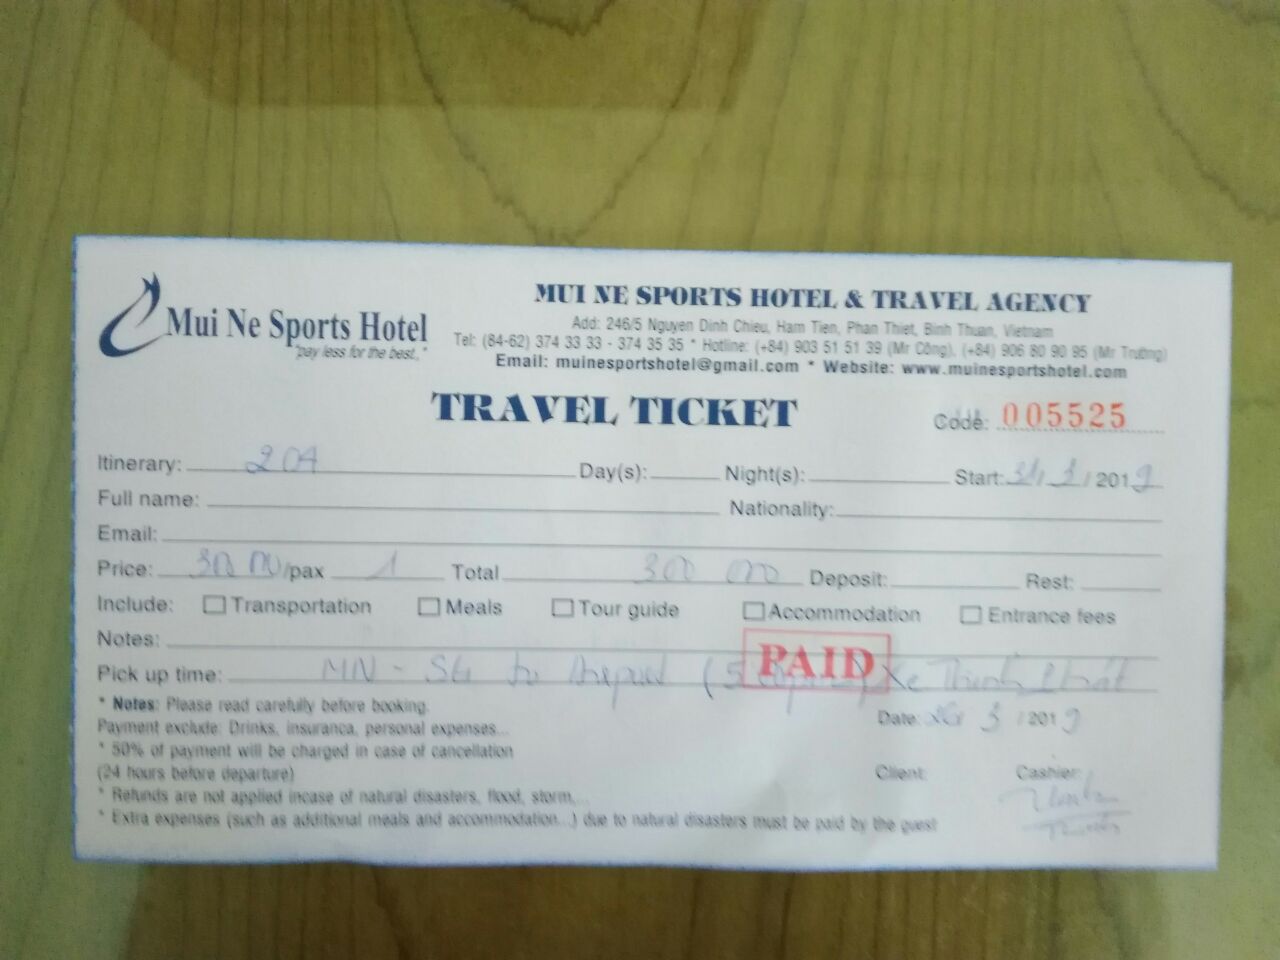 Mui Ne Sports Hotel
"pay less for the best.."
MUI NE SPORTS HOTEL & TRAVEL AGENCY
Add: 246/5 Nguyen Dinh Chieu, Ham Tien, Phan Thiet, Binh Thuan, Vietnam
Tel: (84-62) 374 33 33 - 374 35 35 * Hotline: (+84) 903 51 51 39 (Mr Công), (+84) 906 80 90 95 (Mr Trường)
Email: muinesportshotel@gmail.com * Website: www.muinesportshotel.com
TRAVEL TICKET
Code: 005525
Itinerary: 204 Day(s): Night(s): Start: 31/3/2019
Full name: Nationality:
Email:
Price: /pax 1 Total 300 000 Deposit: Rest:
Include: Transportation Meals Tour guide Accommodation Entrance fees
Notes:
PAID
Pick up time: MN - SG Xe
* Notes: Please read carefully before booking.
Date: 3/2019
Payment exclude: Drinks, insuranca, personal expenses...
* 50% of payment will be charged in case of cancellation
(24 hours before departure)
Client: Cashier:
* Refunds are not applied incase of natural disasters, flood, storm,...
* Extra expenses (such as additional meals and accommodation...) due to natural disasters must be paid by the guest